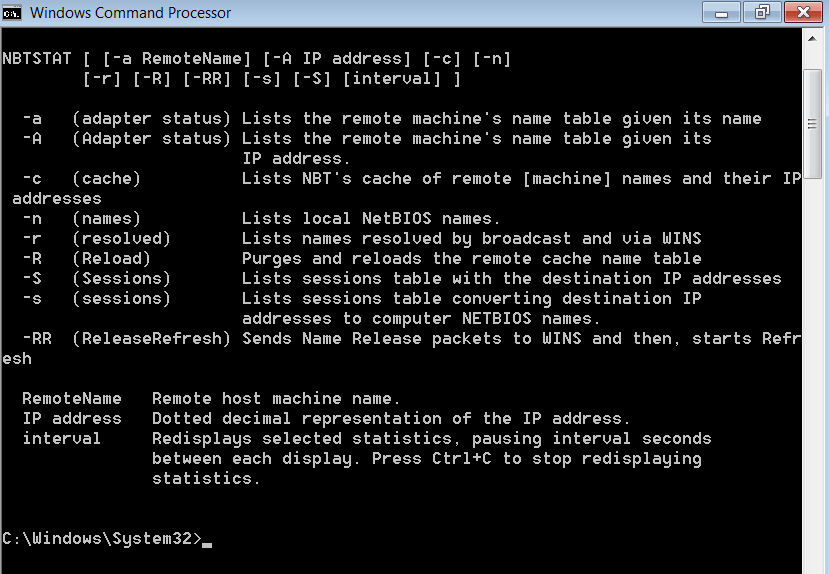 Windows Command Processor
NBTSTAT [ [-a RemoteName] [-A IP address] [-c] [-n]
[-r] [-R] [-RR] [-s] [-S] [interval] ]
-a (adapter status) Lists the remote machine's name table given its name
-A (Adapter status) Lists the remote machine's name table given its
IP address.
-c (cache) Lists NBT's cache of remote [machine] names and their IP
addresses
-n (names) Lists local NetBIOS names.
-r (resolved) Lists names resolved by broadcast and via WINS
-R (Reload) Purges and reloads the remote cache name table
-S (Sessions) Lists sessions table with the destination IP addresses
-s (sessions) Lists sessions table converting destination IP
addresses to computer NETBIOS names.
-RR (ReleaseRefresh) Sends Name Release packets to WINS and then, starts Refr
esh
RemoteName Remote host machine name.
IP address Dotted decimal representation of the IP address.
interval Redisplays selected statistics, pausing interval seconds
between each display. Press Ctrl+C to stop redisplaying
statistics.
C:\Windows\System32>_